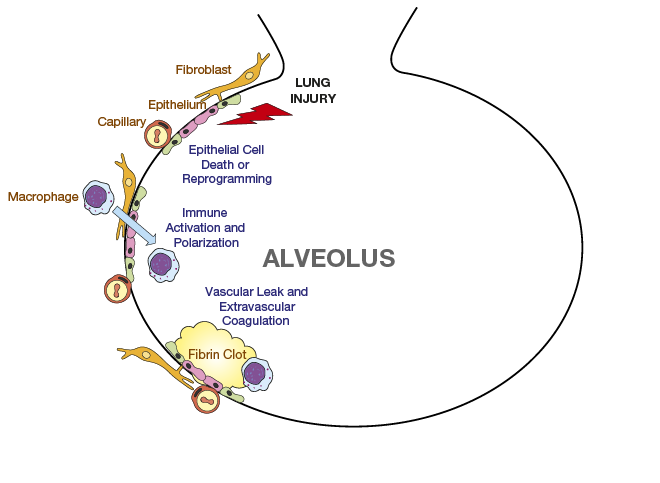 Fibroblast
LUNG
INJURY
Epithelium
Capillary
Epithelial Cell
Death or
Reprogramming
Macrophage
Immune
Activation and
Polarization
ALVEOLUS
Vascular Leak and
Extravascular
Coagulation
Fibrin Clot